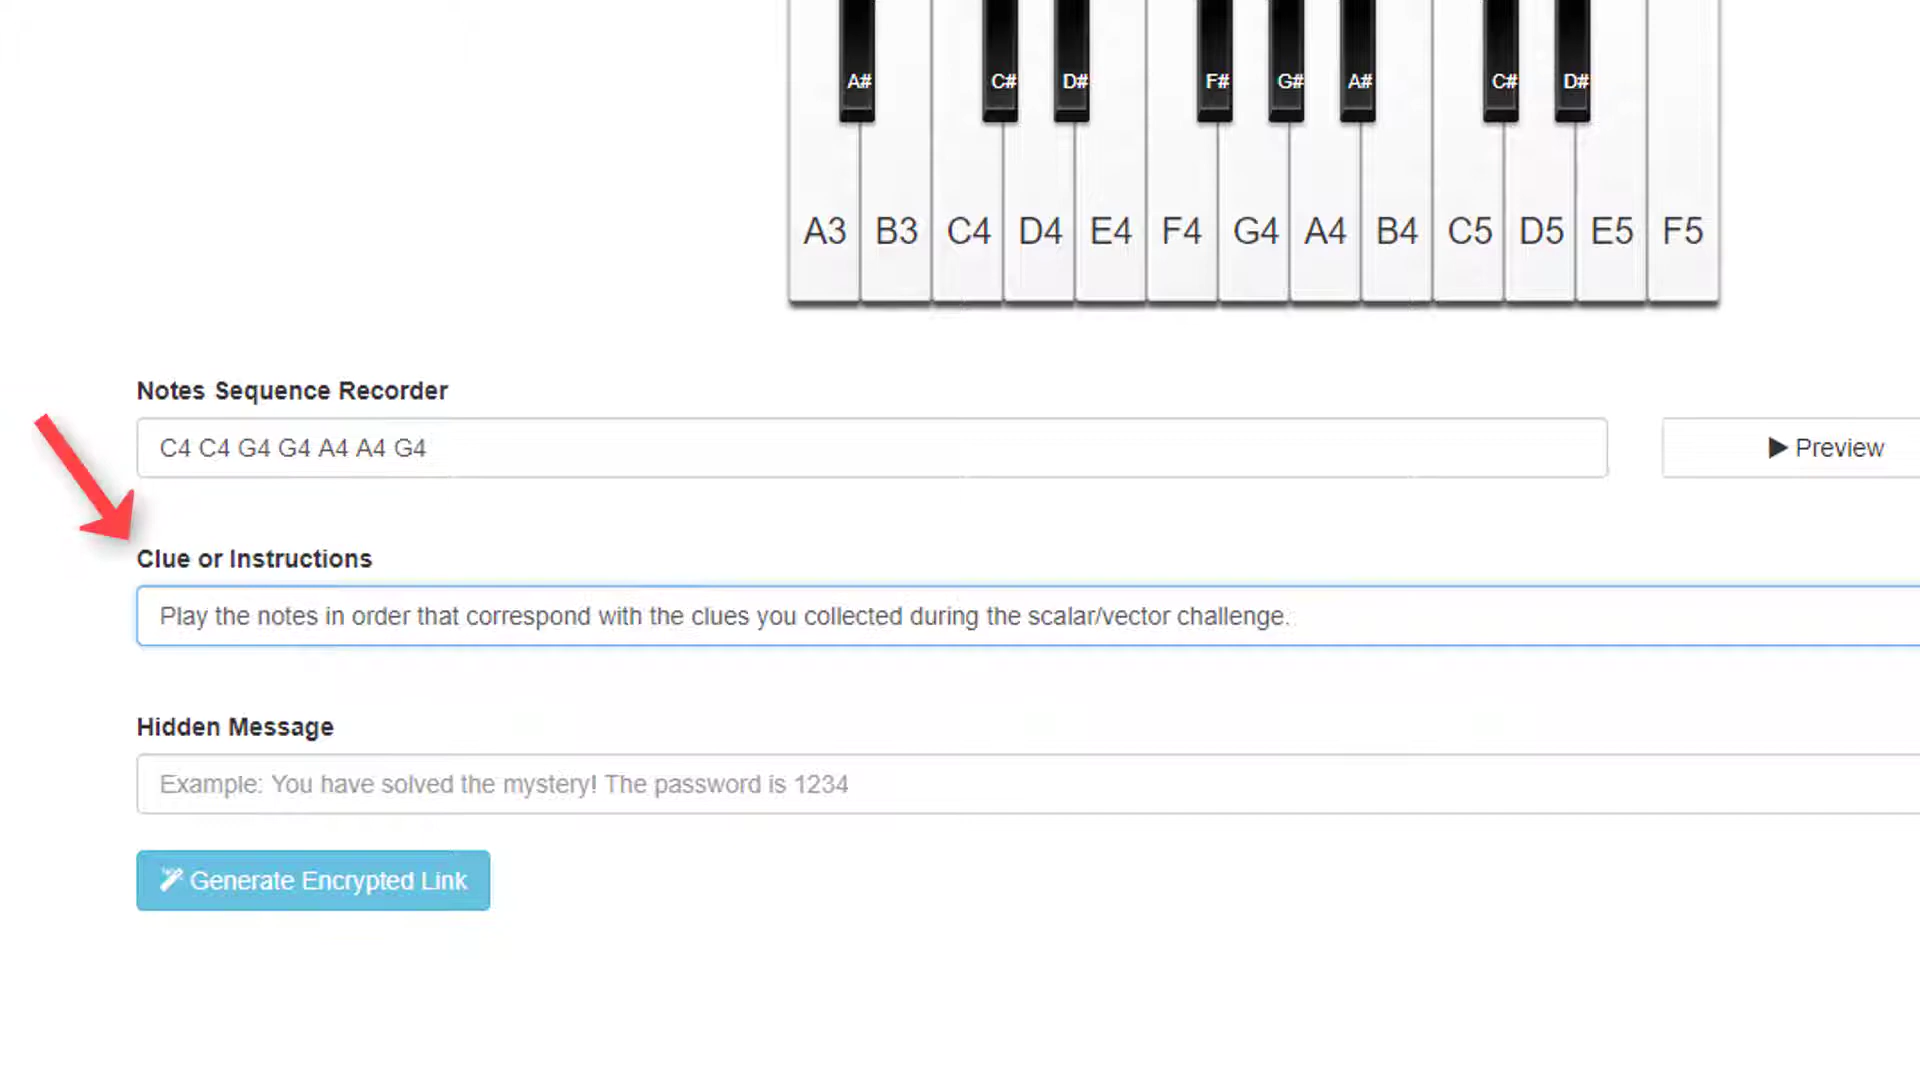 A# C# D# F# G# A# C# D#
A3 B3 C4 D4 E4 F4 G4 A4 B4 C5 D5 E5 F5
Notes Sequence Recorder
C4 C4 G4 G4 A4 A4 G4
Preview
Clue or Instructions
Play the notes in order that correspond with the clues you collected during the scalar/vector challenge.
Hidden Message
Example: You have solved the mystery! The password is 1234
Generate Encrypted Link